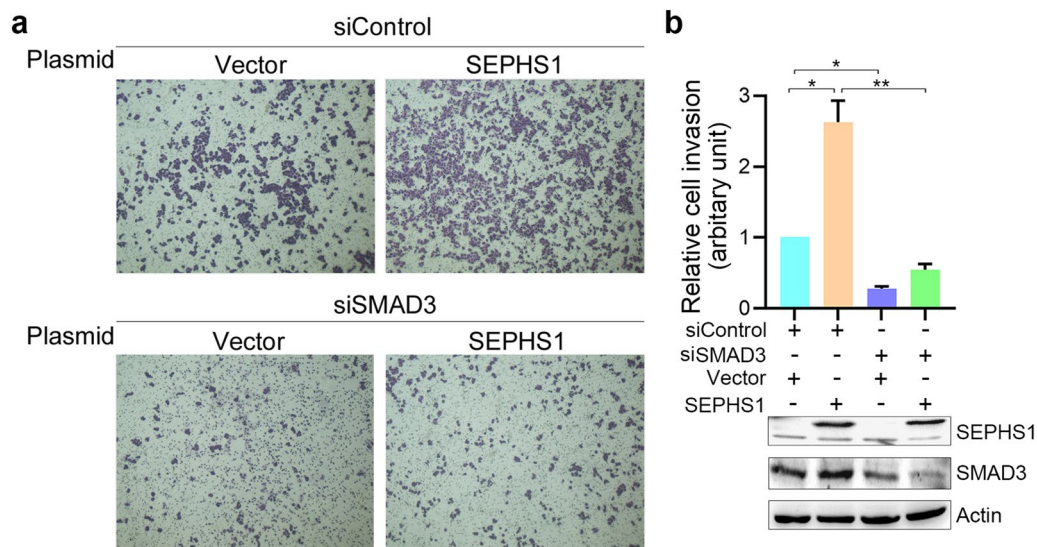 a
siControl
Plasmid
Vector
SEPHS1
siSMAD3
Plasmid
Vector
SEPHS1
b
* 
* **
Relative cell invasion
(arbitary unit)
3
2
1
0
siControl + + - -
siSMAD3 - - + +
Vector + - + -
SEPHS1 - + - +
SEPHS1
SMAD3
Actin